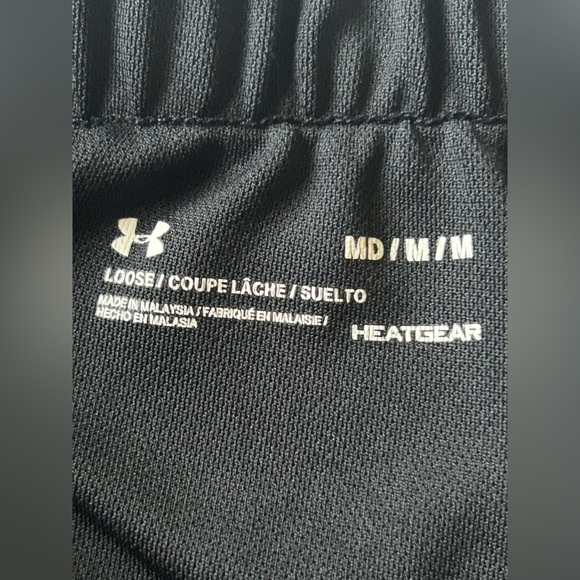 MD / M / M
LOOSE / COUPE LÂCHE / SUELTO
MADE IN MALAYSIA / FABRIQUÉ EN MALAISIE /
HECHO EN MALASIA
HEATGEAR